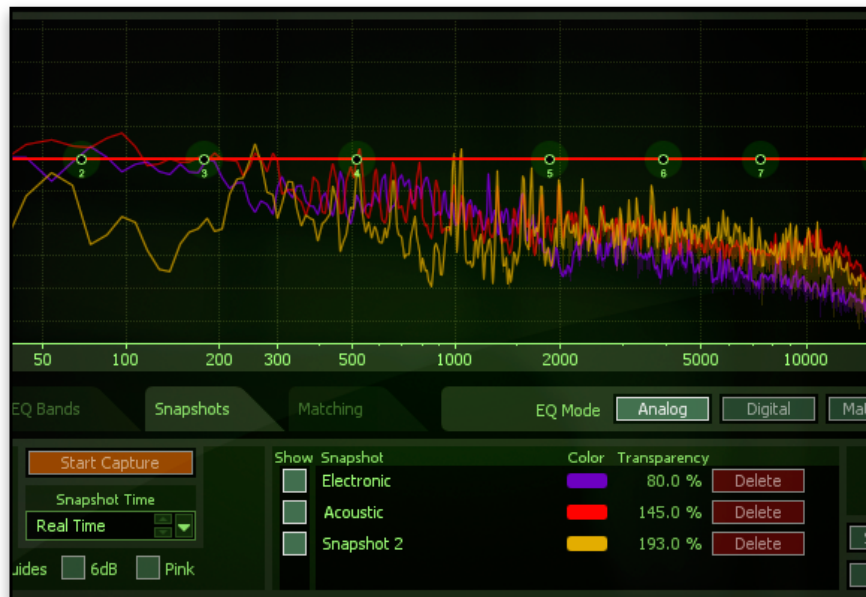 2 3 4 5 6 7
50 100 200 300 500 1000 2000 5000 10000
EQ Bands Snapshots Matching EQ Mode Analog Digital Mat
Start Capture
Show Snapshot Color Transparency
Electronic 80.0 % Delete
Snapshot Time
Acoustic 145.0 % Delete
Real Time
Snapshot 2 193.0 % Delete
uides 6dB Pink